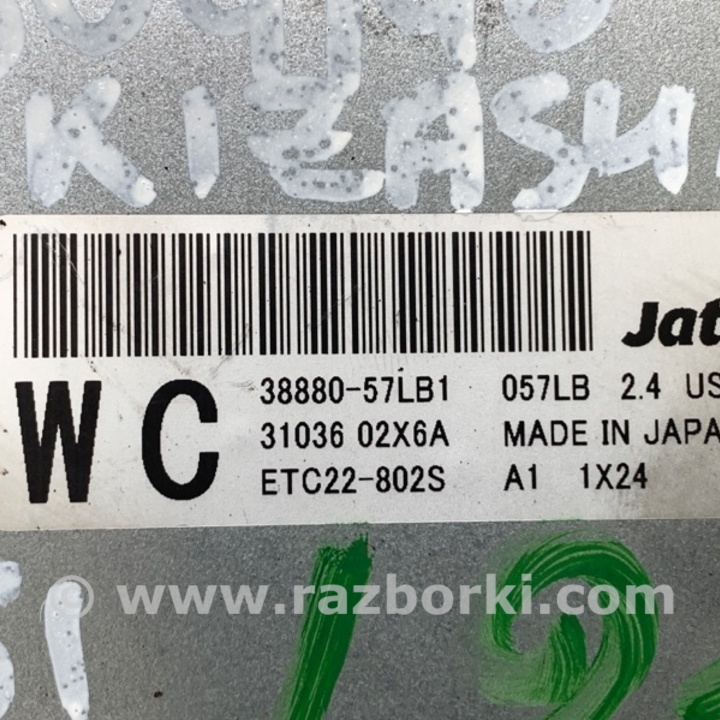 KIZASHI
Jat
WC
38880-57LB1 057LB 2.4 US
31036 02X6A MADE IN JAPA
ETC22-802S A1 1X24
© www.razborki.com